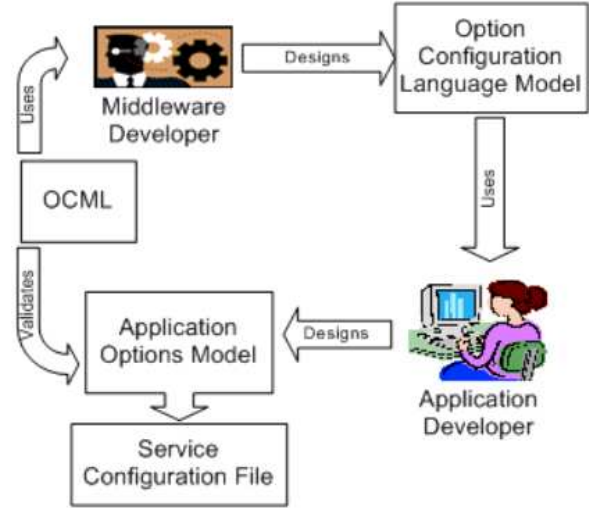 Designs
Option
Configuration
Language Model
Uses
Middleware
Developer
OCML
Uses
Validates
Application
Options Model
Designs
Application
Developer
Service
Configuration File